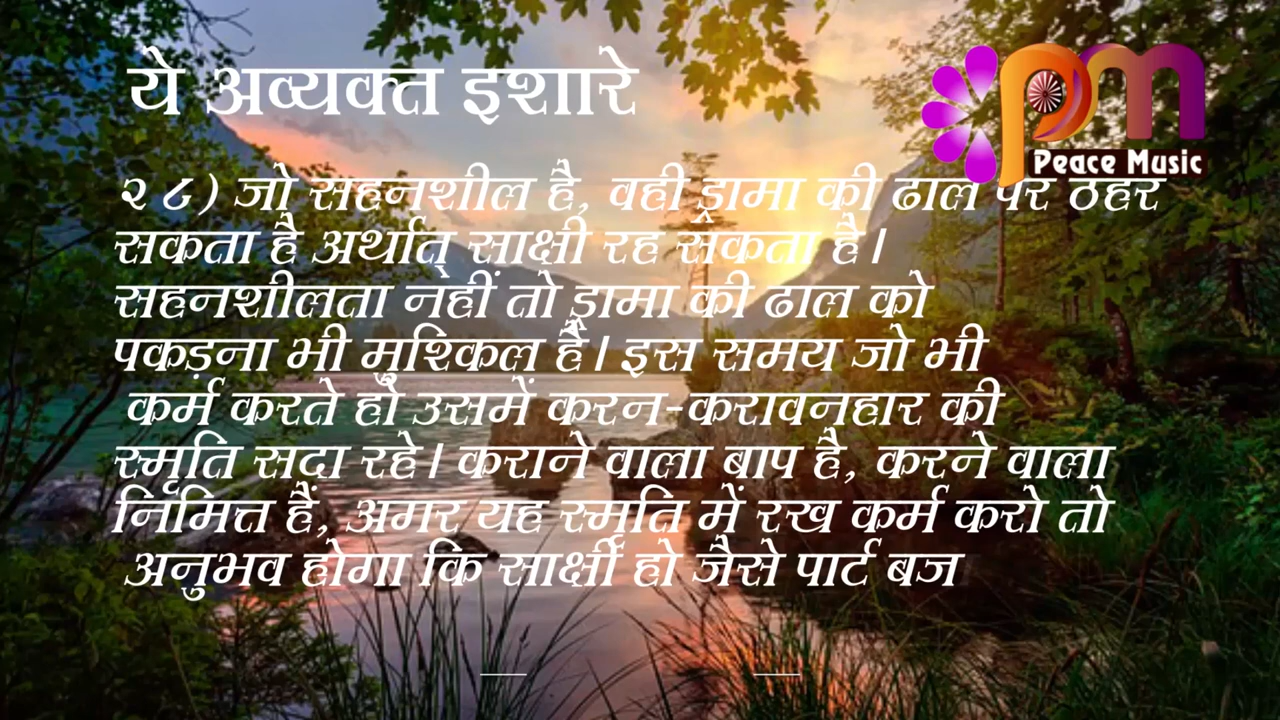 ये अव्यक्त इशारे
pm
Peace Music
२८) जो सहनशील है, वही ड्रामा की ढाल पर ठहर
सकता है अर्थात् साक्षी रह सकता है।
सहनशीलता नहीं तो ड्रामा की ढाल को
पकड़ना भी मुश्किल है। इस समय जो भी
कर्म करते हो उसमें करन-करावनहार की
स्मृति सदा रहे। कराने वाला बाप है, करने वाला
निमित्त हैं, अगर यह स्मृति में रख कर्म करो तो
अनुभव होगा कि साक्षी हो जैसे पार्ट बज